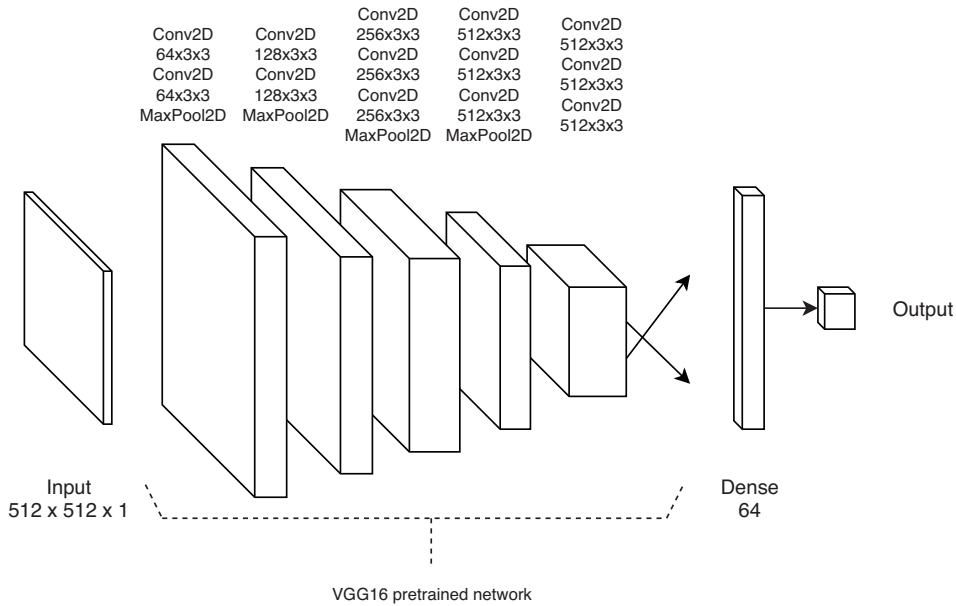 Conv2D
64x3x3
Conv2D
64x3x3
MaxPool2D
Conv2D
128x3x3
Conv2D
128x3x3
MaxPool2D
Conv2D
256x3x3
Conv2D
256x3x3
Conv2D
256x3x3
MaxPool2D
Conv2D
512x3x3
Conv2D
512x3x3
Conv2D
512x3x3
MaxPool2D
Conv2D
512x3x3
Conv2D
512x3x3
Conv2D
512x3x3
Output
Input
512 x 512 x 1
Dense
64
VGG16 pretrained network